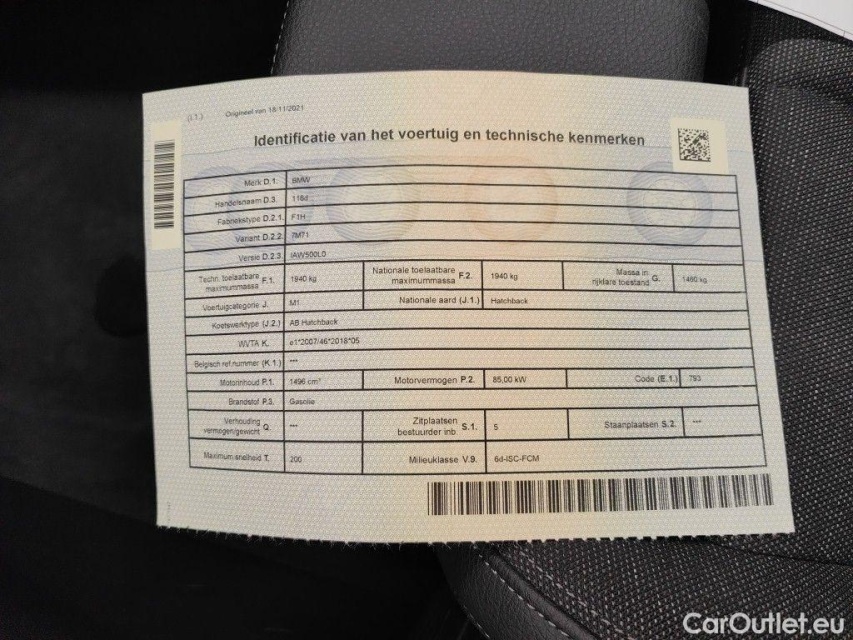 (I.1.) Origineel van 18/11/2021
Identificatie van het voertuig en technische kenmerken
Merk D.1. BMW
Handelsnaam D.3. 116d
Fabriekstype D.2.1. F1H
Variant D.2.2. 7M71
Versie D.2.3. IAW500L0
Techn. toelaatbare maximummassa F.1. 1940 kg Nationale toelaatbare maximummassa F.2. 1940 kg Massa in rijklare toestand G. 1460 kg
Voertuigcategorie J. M1 Nationale aard (J.1.) Hatchback
Koetswerktype (J.2.) AB Hatchback
WVTA K. e1*2007/46*2018*05
Belgisch ref.nummer (K.1.) ---
Motorinhoud P.1. 1496 cm³ Motorvermogen P.2. 85,00 kW Code (E.1.) 793
Brandstof P.3. Gasolie
Verhouding vermogen/gewicht Q. --- Zitplaatsen bestuurder inb. S.1. 5 Staanplaatsen S.2. ---
Maximum snelheid T. 200 Milieuklasse V.9. 6d-ISC-FCM
CarOutlet.eu